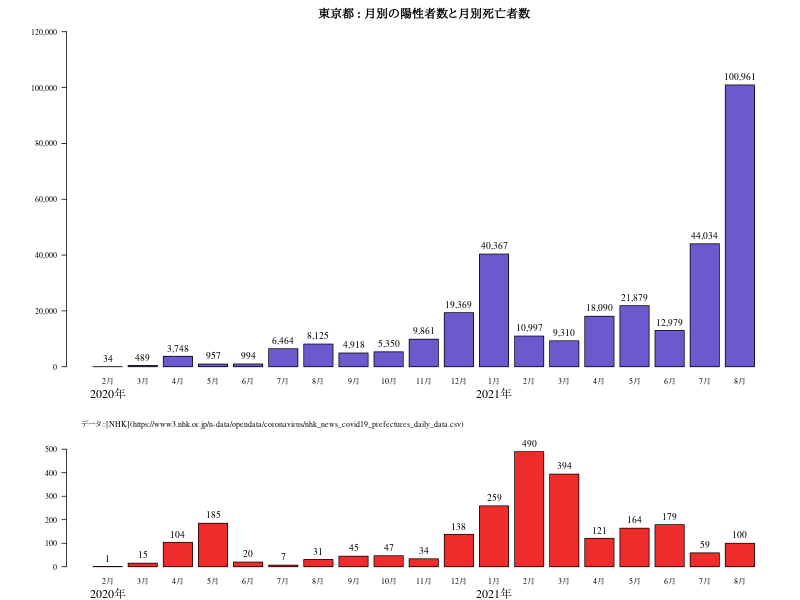 東京都 : 月別の陽性者数と月別死亡者数
120,000
100,000
80,000
60,000
40,000
20,000
0
34 489 3,748 957 994 6,464 8,125 4,918 5,350 9,861 19,369 40,367 10,997 9,310 18,090 21,879 12,979 44,034 100,961
2月 3月 4月 5月 6月 7月 8月 9月 10月 11月 12月 1月 2月 3月 4月 5月 6月 7月 8月
2020年 2021年
データ：[NHK](https://www3.nhk.or.jp/n-data/opendata/coronavirus/nhk_news_covid19_prefectures_daily_data.csv)
500
400
300
200
100
0
1 15 104 185 20 7 31 45 47 34 138 259 490 394 121 164 179 59 100
2月 3月 4月 5月 6月 7月 8月 9月 10月 11月 12月 1月 2月 3月 4月 5月 6月 7月 8月
2020年 2021年